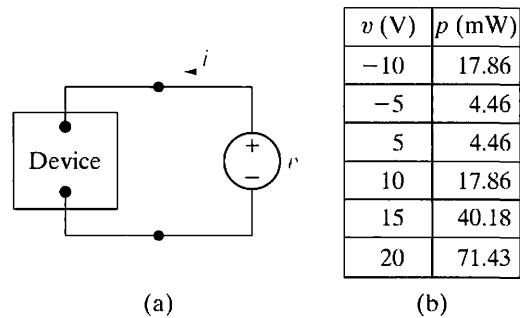 i
Device
+
−
v
(a)
v (V) p (mW)
−10 17.86
−5 4.46
5 4.46
10 17.86
15 40.18
20 71.43
(b)